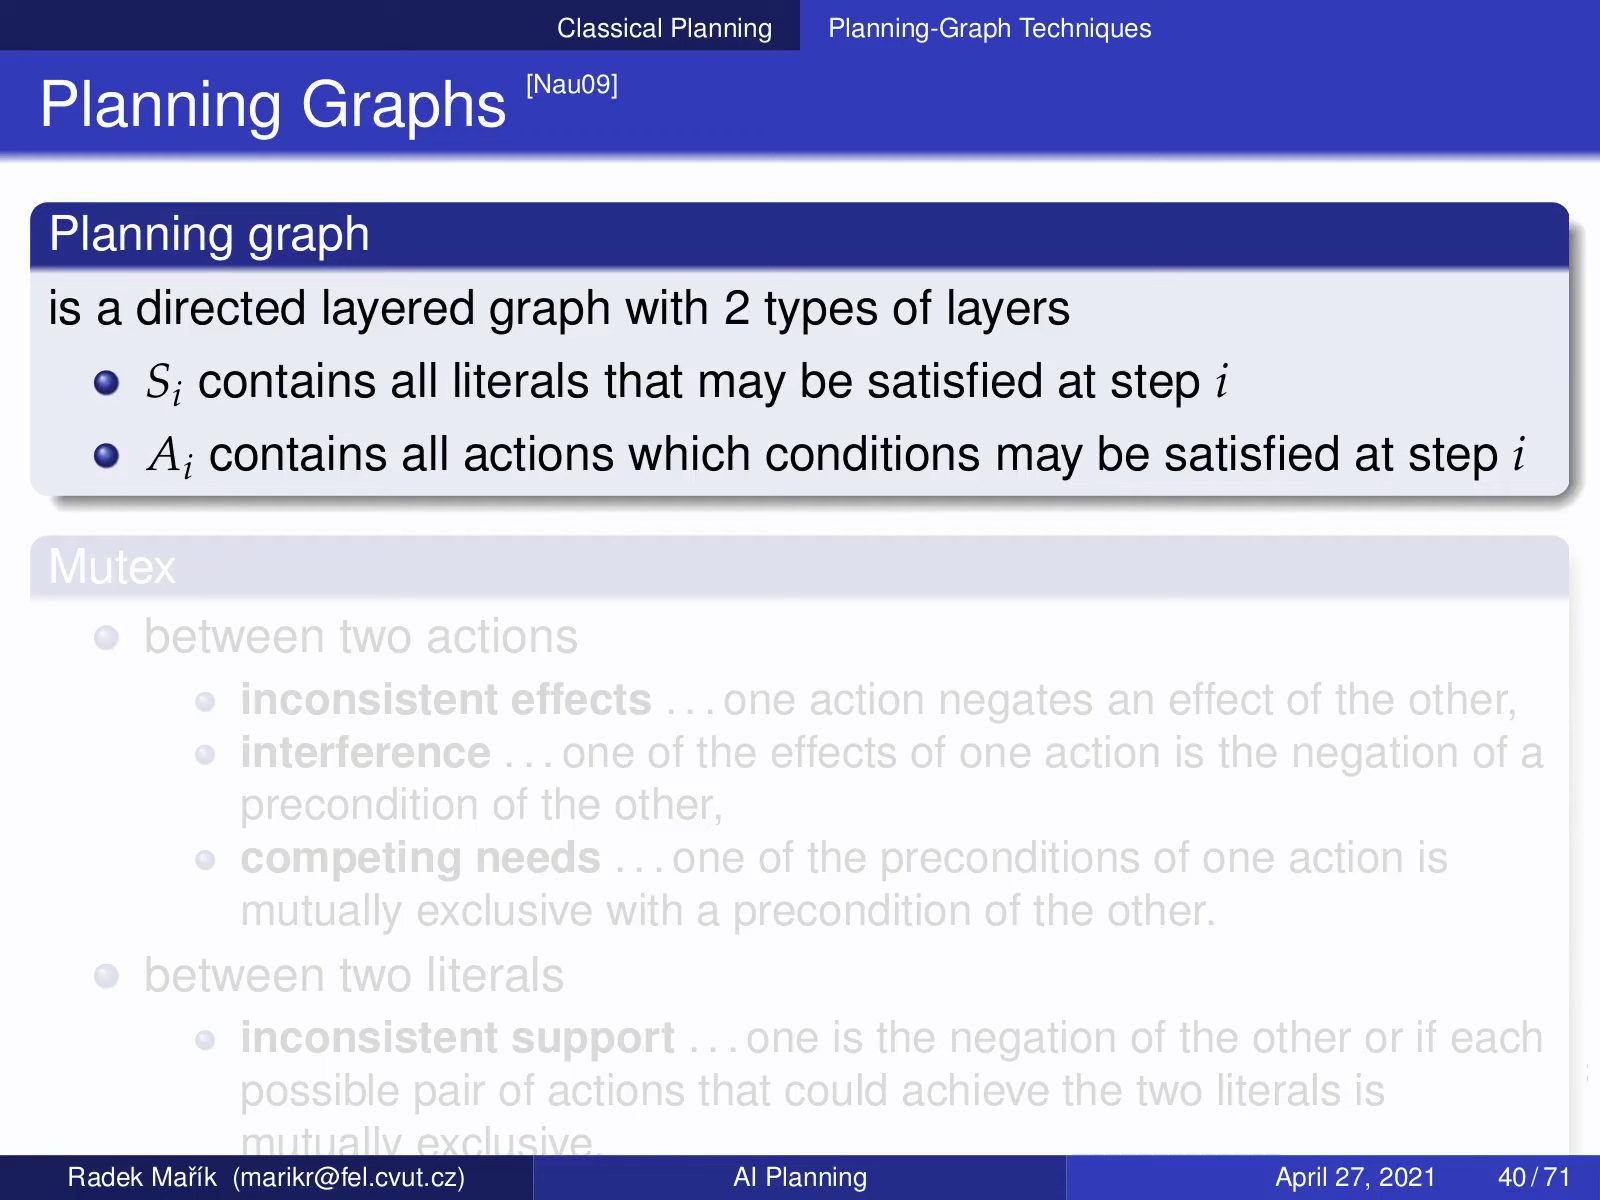 Classical Planning Planning-Graph Techniques
Planning Graphs [Nau09]
Planning graph
is a directed layered graph with 2 types of layers
S_i contains all literals that may be satisfied at step i
A_i contains all actions which conditions may be satisfied at step i
Mutex
between two actions
inconsistent effects . . . one action negates an effect of the other,
interference . . . one of the effects of one action is the negation of a
precondition of the other,
competing needs . . . one of the preconditions of one action is
mutually exclusive with a precondition of the other.
between two literals
inconsistent support . . . one is the negation of the other or if each
possible pair of actions that could achieve the two literals is
mutually exclusive.
Radek Mařík (marikr@fel.cvut.cz) AI Planning April 27, 2021 40 / 71